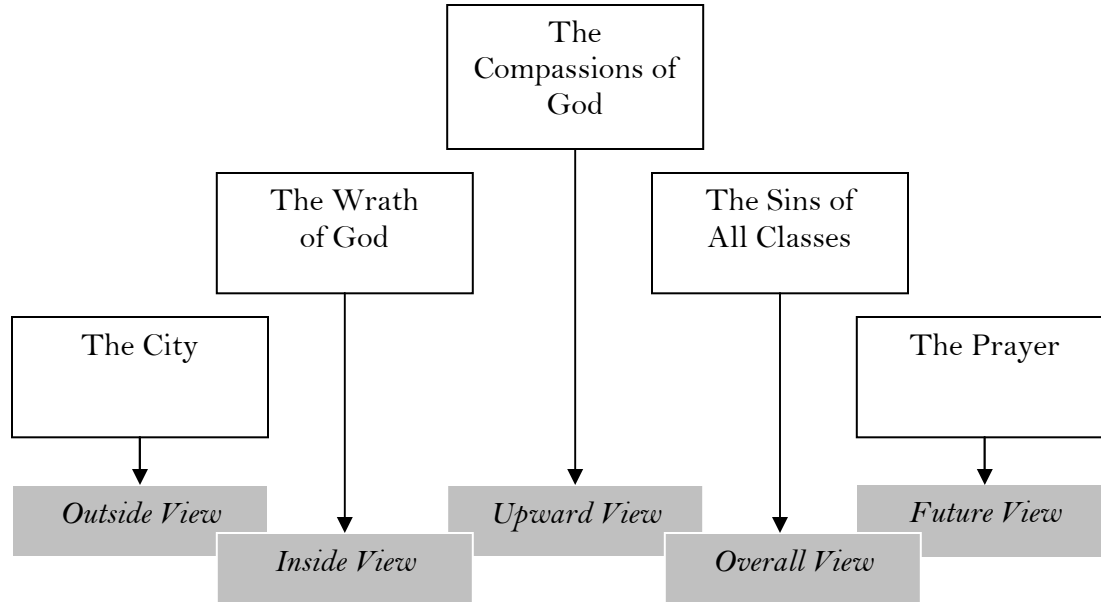 The
Compassions of
God
The Wrath
of God
The Sins of
All Classes
The City
The Prayer
Outside View
Upward View
Future View
Inside View
Overall View